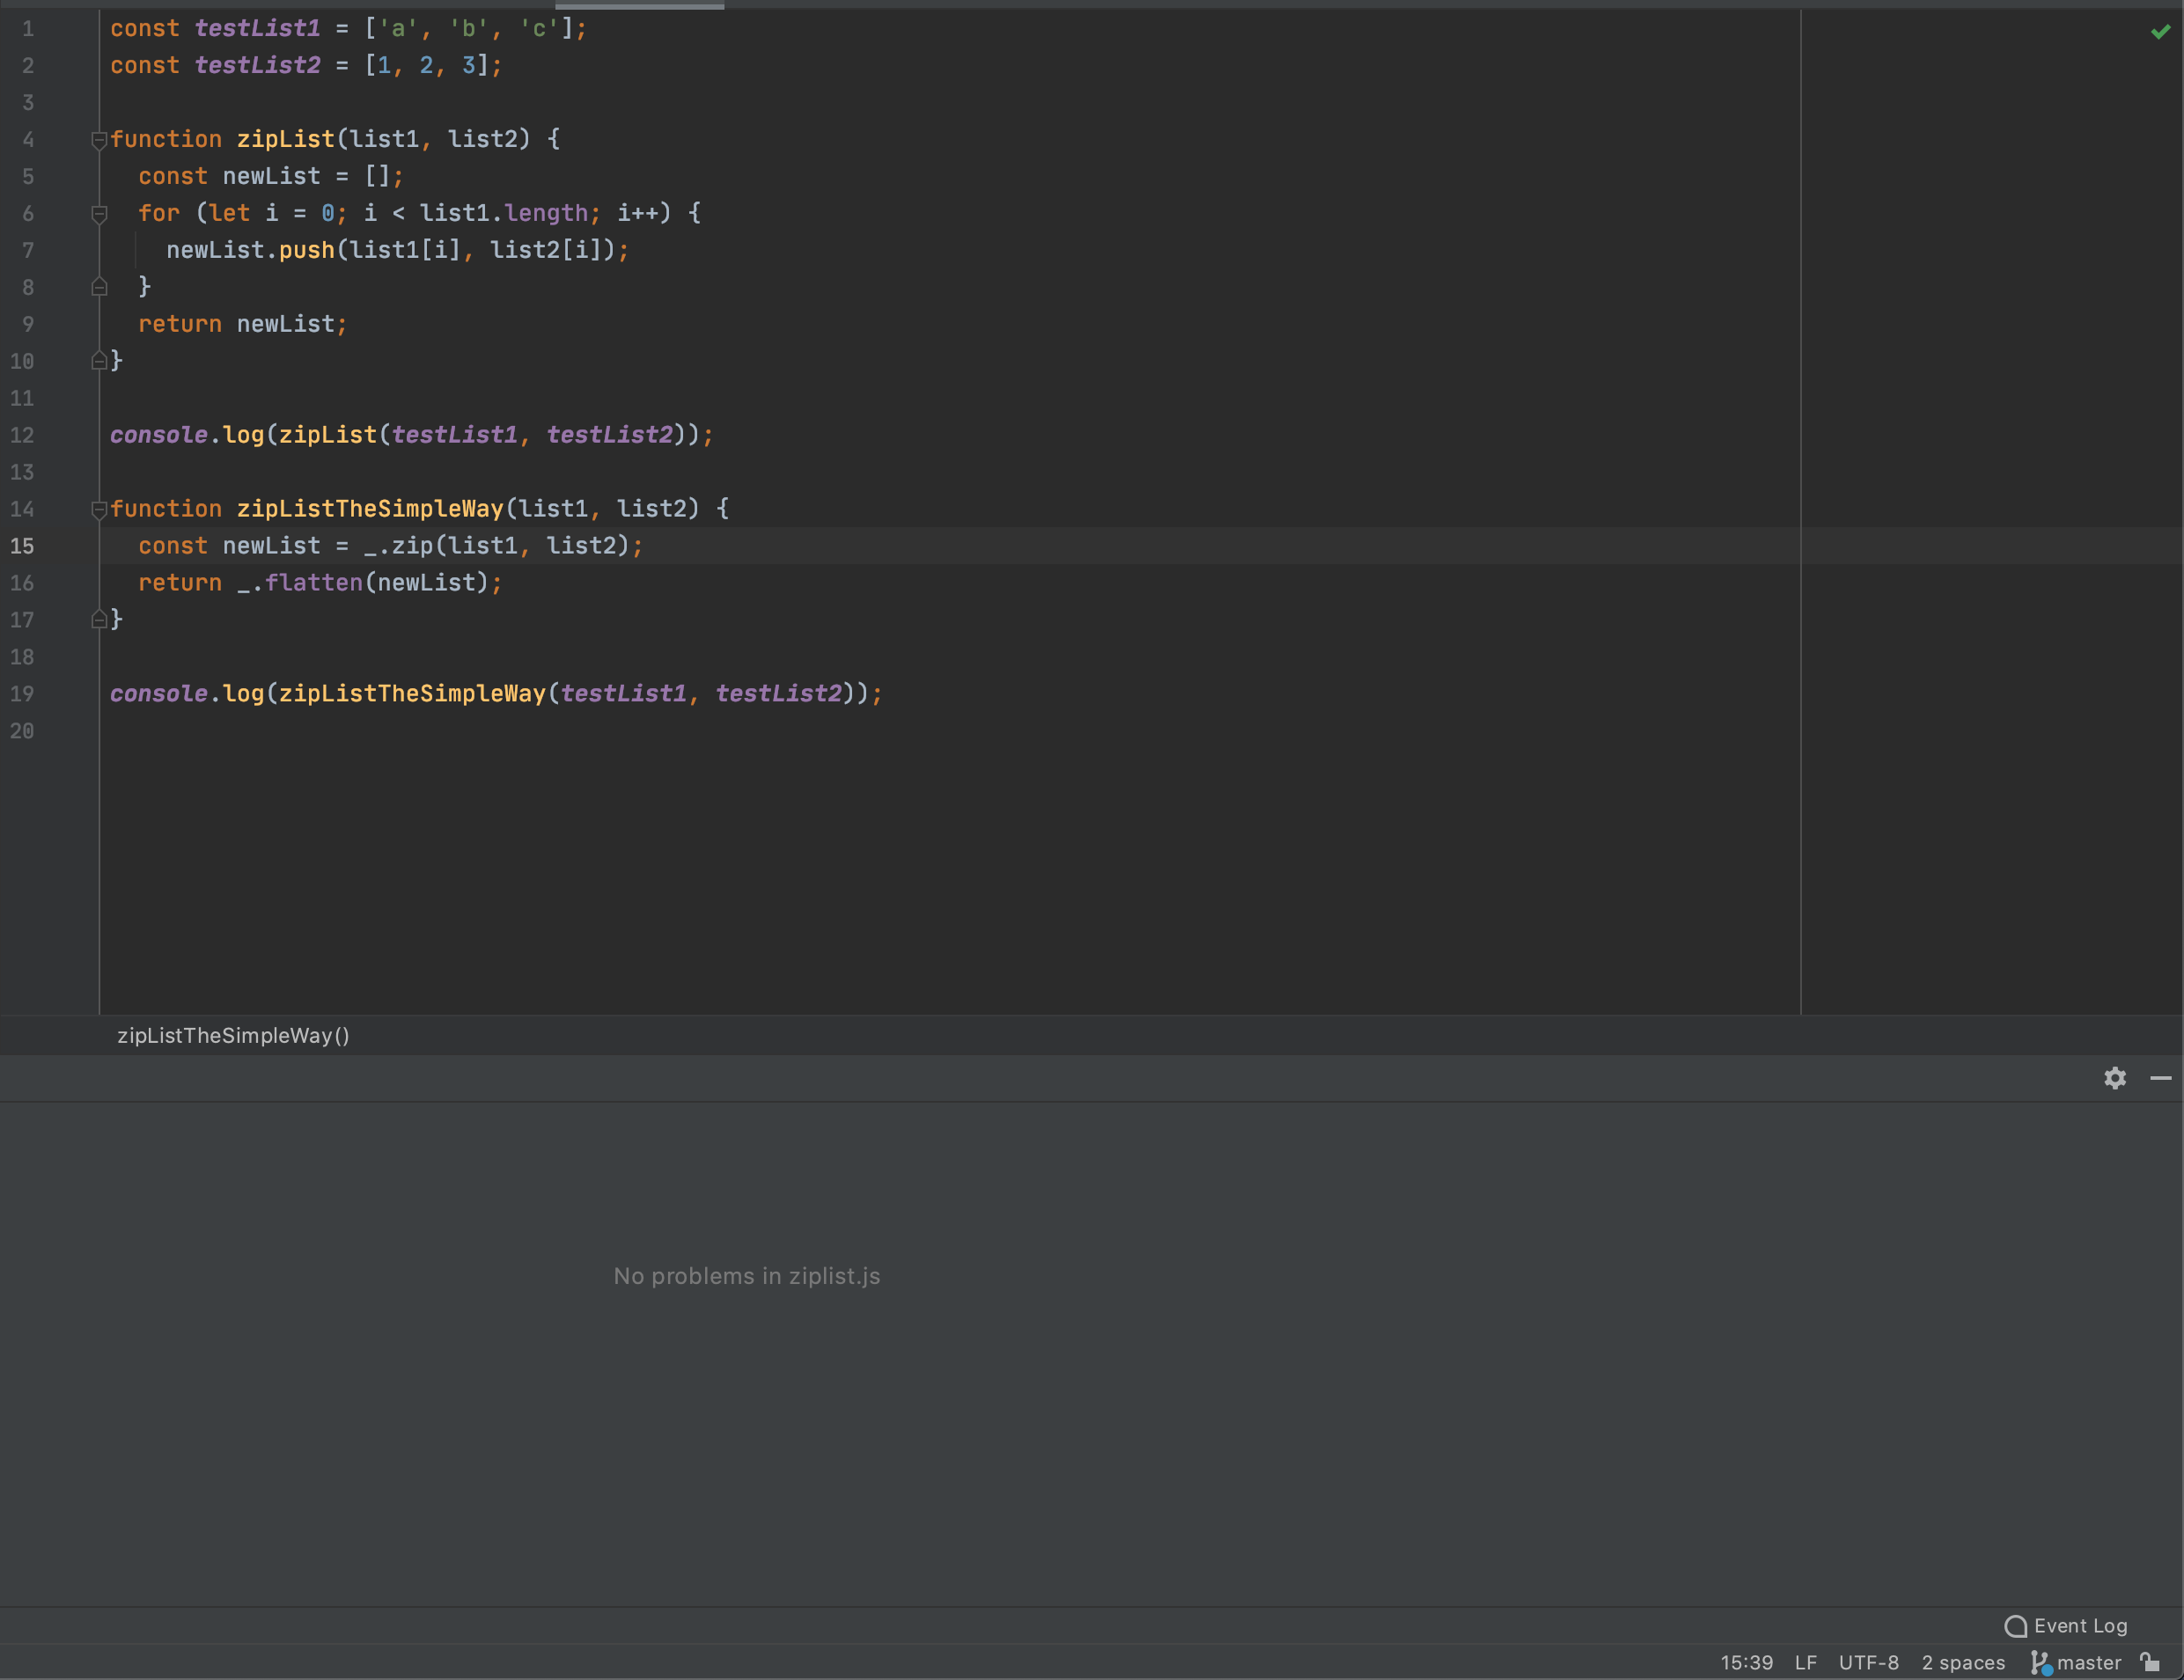 1 const testList1 = ['a', 'b', 'c'];
2 const testList2 = [1, 2, 3];
3
4 function zipList(list1, list2) {
5 const newList = [];
6 for (let i = 0; i < list1.length; i++) {
7 newList.push(list1[i], list2[i]);
8 }
9 return newList;
10 }
11
12 console.log(zipList(testList1, testList2));
13
14 function zipListTheSimpleWay(list1, list2) {
15 const newList = _.zip(list1, list2);
16 return _.flatten(newList);
17 }
18
19 console.log(zipListTheSimpleWay(testList1, testList2));
20
zipListTheSimpleWay()
No problems in ziplist.js
Event Log
15:39 LF UTF-8 2 spaces master